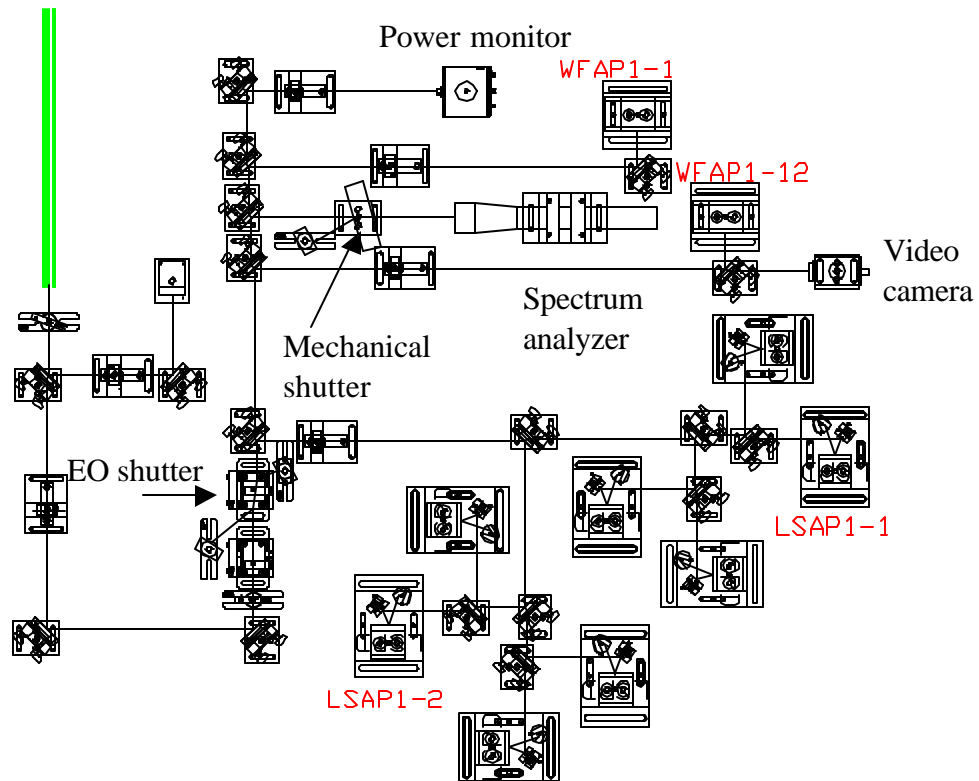 Power monitor
WFAP1-1
WFAP1-12
Video
camera
Spectrum
analyzer
Mechanical
shutter
EO shutter
LSAP1-1
LSAP1-2